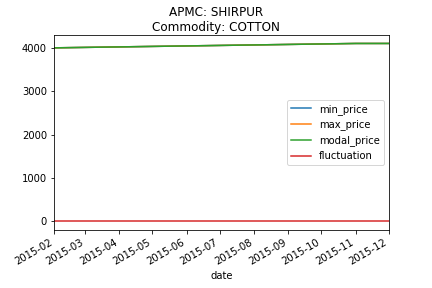 APMC: SHIRPUR
Commodity: COTTON
4000
3000
2000
1000
0
min_price
max_price
modal_price
fluctuation
2015-02
2015-03
2015-04
2015-05
2015-06
2015-07
2015-08
2015-09
2015-10
2015-11
2015-12
date